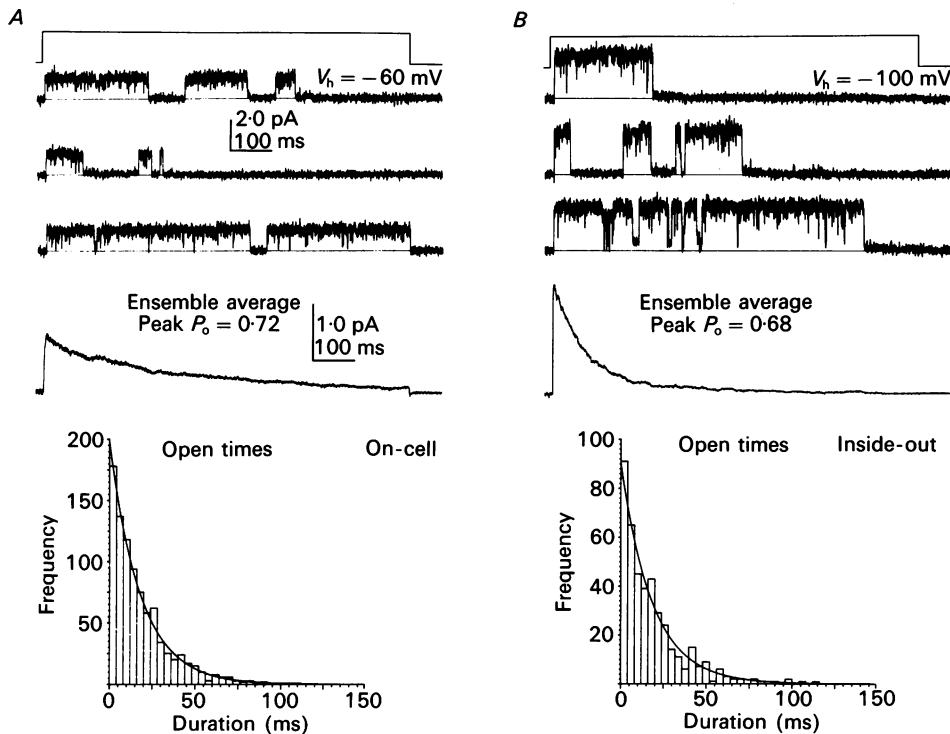 A
V_h = −60 mV
2·0 pA
100 ms
Ensemble average
Peak P_o = 0·72
1·0 pA
100 ms
Open times
On-cell
200
150
100
50
Frequency
0
50
100
150
Duration (ms)
B
V_h = −100 mV
Ensemble average
Peak P_o = 0·68
Open times
Inside-out
100
80
60
40
20
Frequency
0
50
100
150
Duration (ms)